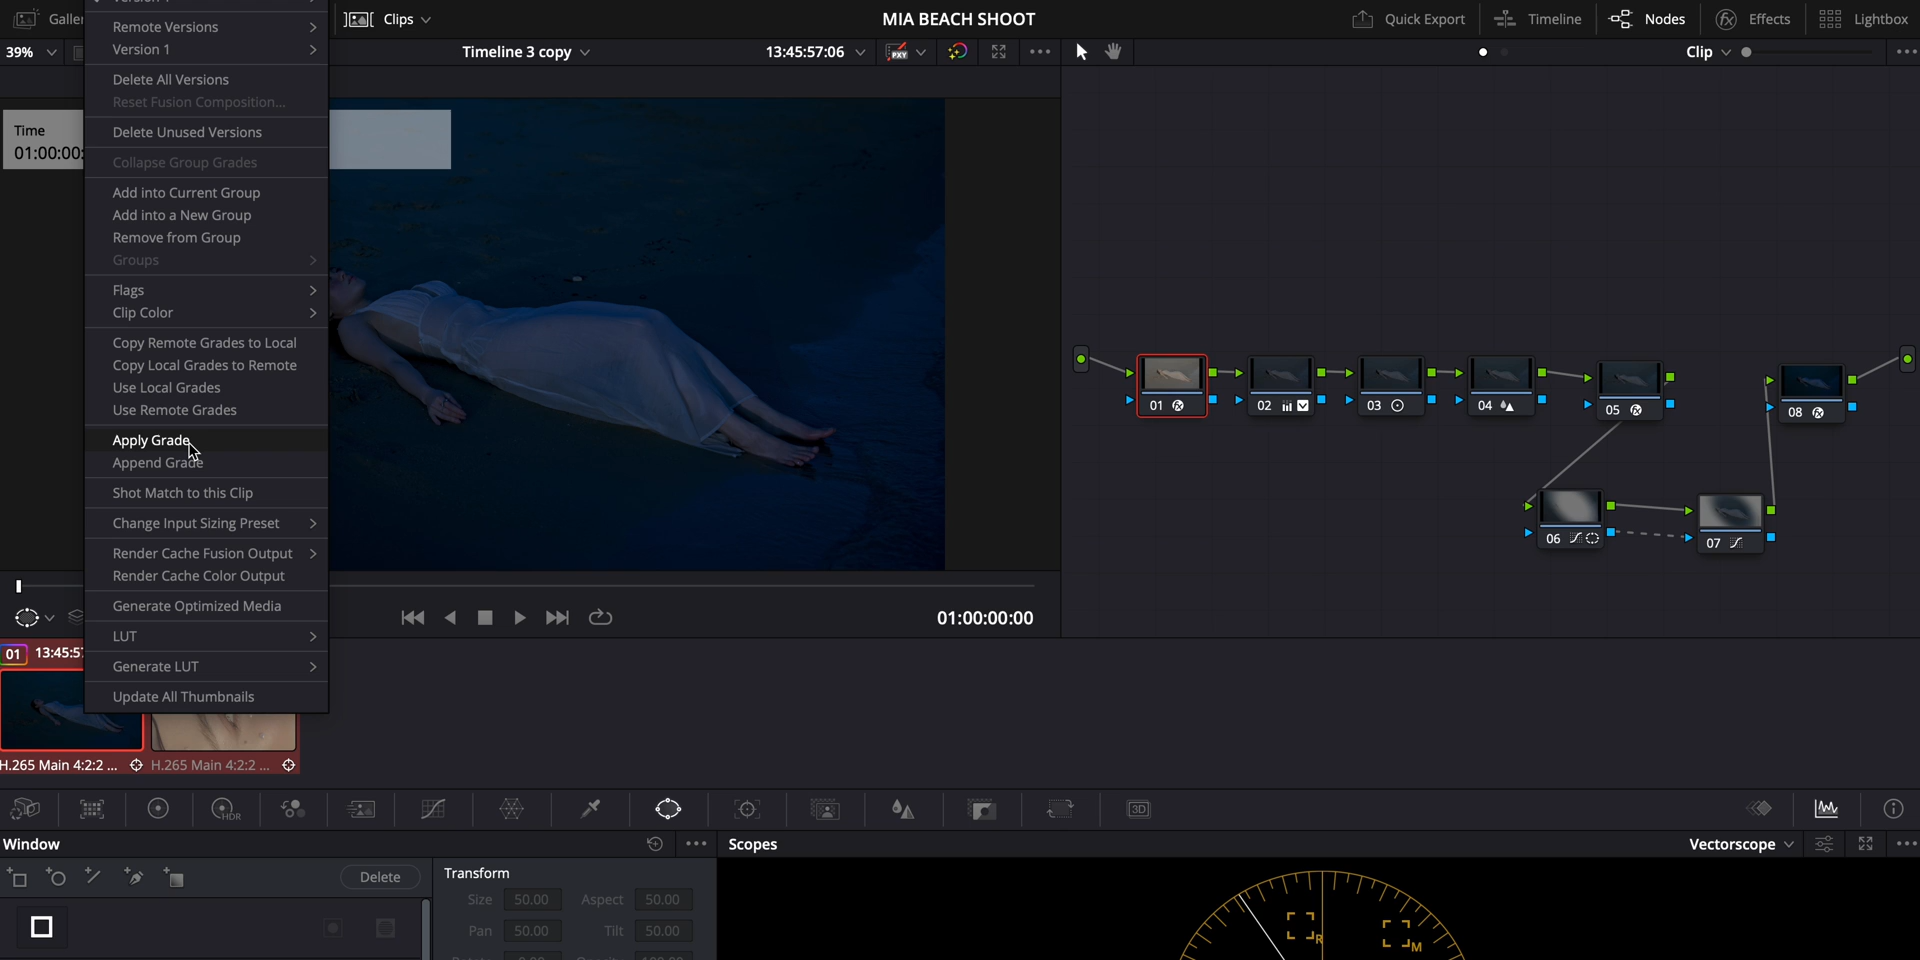 Clips
MIA BEACH SHOOT
Quick Export
Timeline
Nodes
Effects
Lightbox
39%
Timeline 3 copy
13:45:57:06
PXY
Clip
Remote Versions
Version 1
Delete All Versions
Reset Fusion Composition...
Delete Unused Versions
Collapse Group Grades
Add into Current Group
Add into a New Group
Remove from Group
Groups
Flags
Clip Color
Copy Remote Grades to Local
Copy Local Grades to Remote
Use Local Grades
Use Remote Grades
Apply Grade
Append Grade
Shot Match to this Clip
Change Input Sizing Preset
Render Cache Fusion Output
Render Cache Color Output
Generate Optimized Media
LUT
Generate LUT
Update All Thumbnails
Time
01:00:00:
01
02
03
04
05
08
06
07
01:00:00:00
01 13:45:57
H.265 Main 4:2:2 ...
H.265 Main 4:2:2 ...
HDR
3D
Window
Scopes
Vectorscope
Delete
Transform
Size 50.00 Aspect 50.00
Pan 50.00 Tilt 50.00
R
M